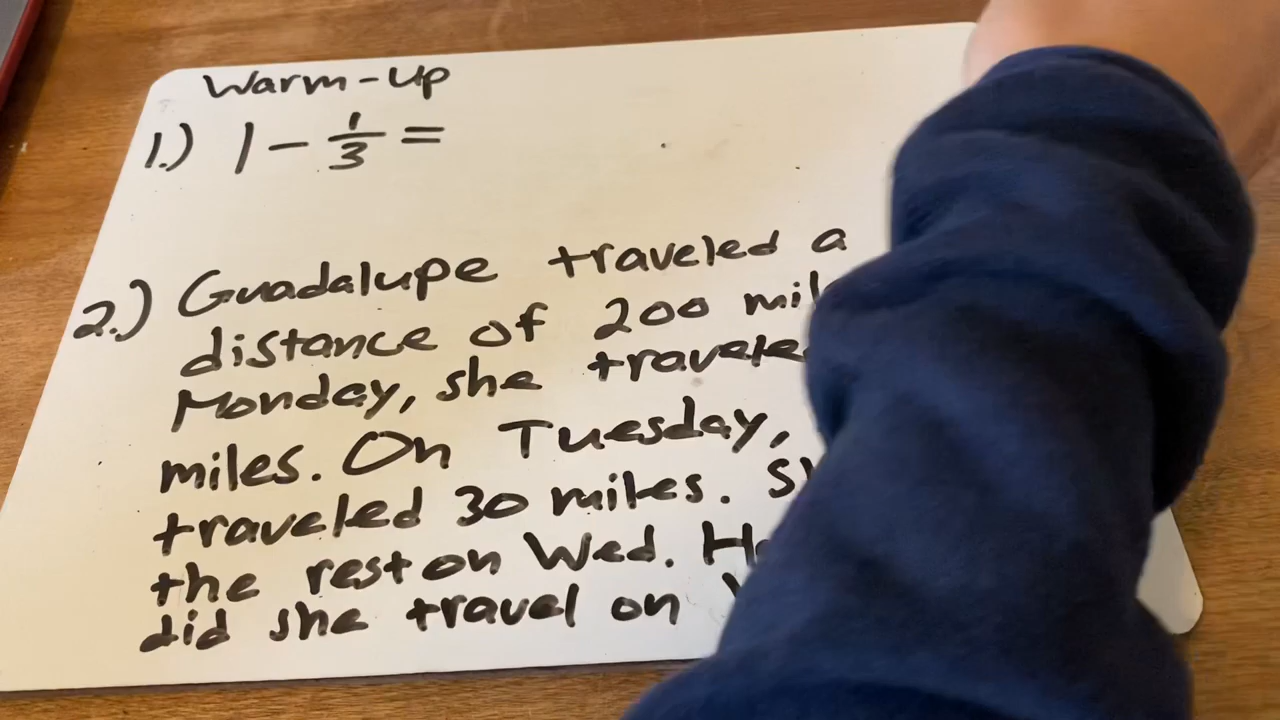 Warm-up
1.) 1 - 1/3 =
2.) Guadalupe traveled a
distance of 200
Monday, she
miles. On Tuesday,
traveled 30 miles.
the rest on Wed.
did she travel on